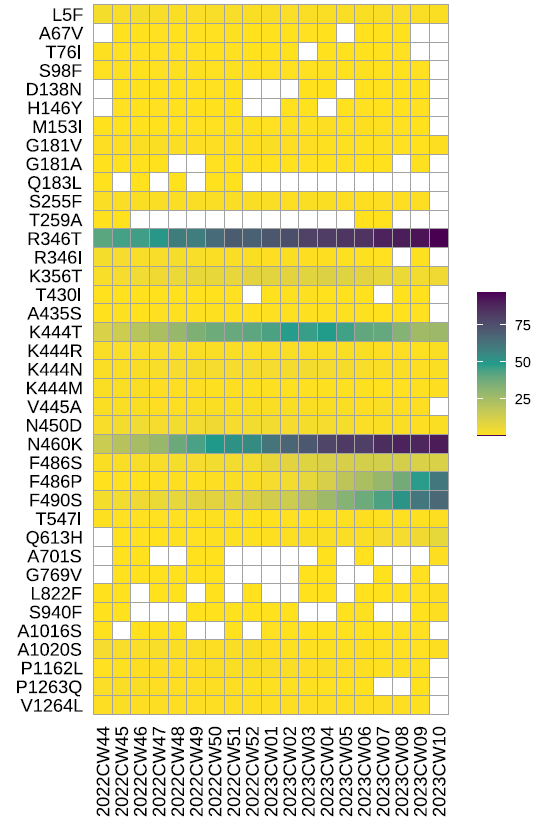 L5F
A67V
T76I
S98F
D138N
H146Y
M153I
G181V
G181A
Q183L
S255F
T259A
R346T
R346I
K356T
T430I
A435S
K444T
K444R
K444N
K444M
V445A
N450D
N460K
F486S
F486P
F490S
T547I
Q613H
A701S
G769V
L822F
S940F
A1016S
A1020S
P1162L
P1263Q
V1264L
75
50
25
2022CW44
2022CW45
2022CW46
2022CW47
2022CW48
2022CW49
2022CW50
2022CW51
2022CW52
2023CW01
2023CW02
2023CW03
2023CW04
2023CW05
2023CW06
2023CW07
2023CW08
2023CW09
2023CW10